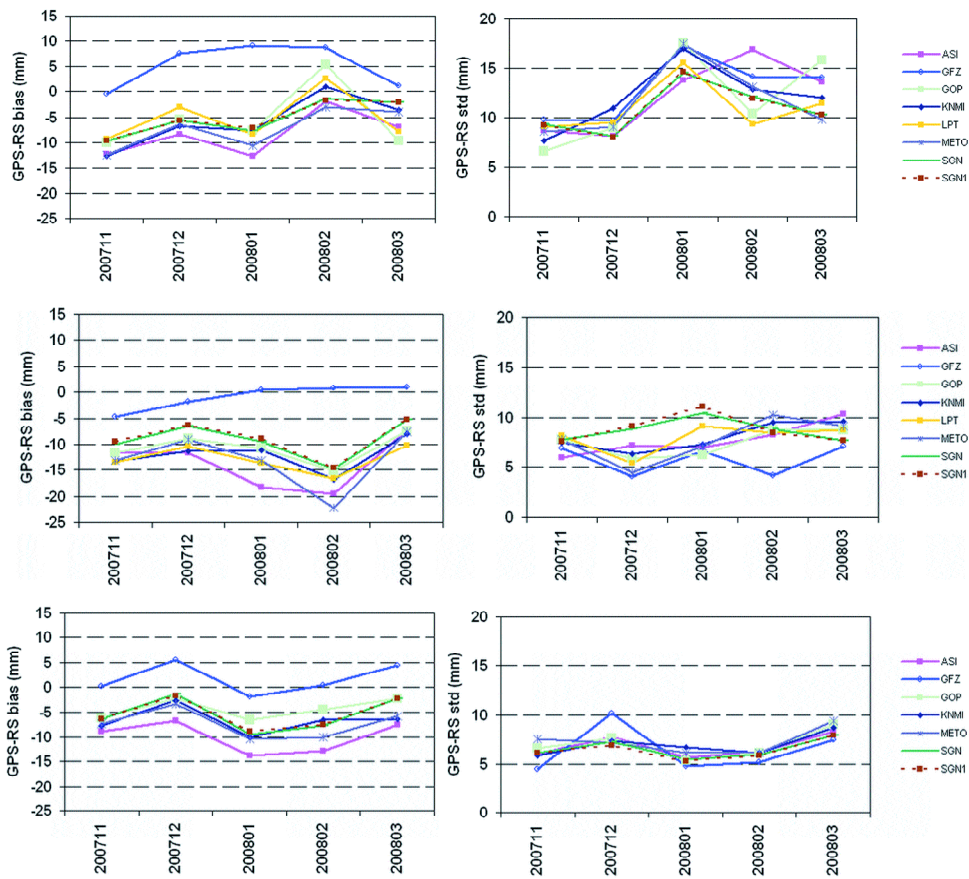 GPS-RS bias (mm)
15
10
5
0
-5
-10
-15
-20
-25
200711
200712
200801
200802
200803
GPS-RS std (mm)
20
15
10
5
0
200711
200712
200801
200802
200803
ASI
GFZ
GOP
KNMI
LPT
METO
SGN
SGN1
GPS-RS bias (mm)
15
10
5
0
-5
-10
-15
-20
-25
200711
200712
200801
200802
200803
GPS-RS std (mm)
20
15
10
5
0
200711
200712
200801
200802
200803
ASI
GFZ
GOP
KNMI
LPT
METO
SGN
SGN1
GPS-RS bias (mm)
15
10
5
0
-5
-10
-15
-20
-25
200711
200712
200801
200802
200803
GPS-RS std (mm)
20
15
10
5
0
200711
200712
200801
200802
200803
ASI
GFZ
GOP
KNMI
METO
SGN
SGN1